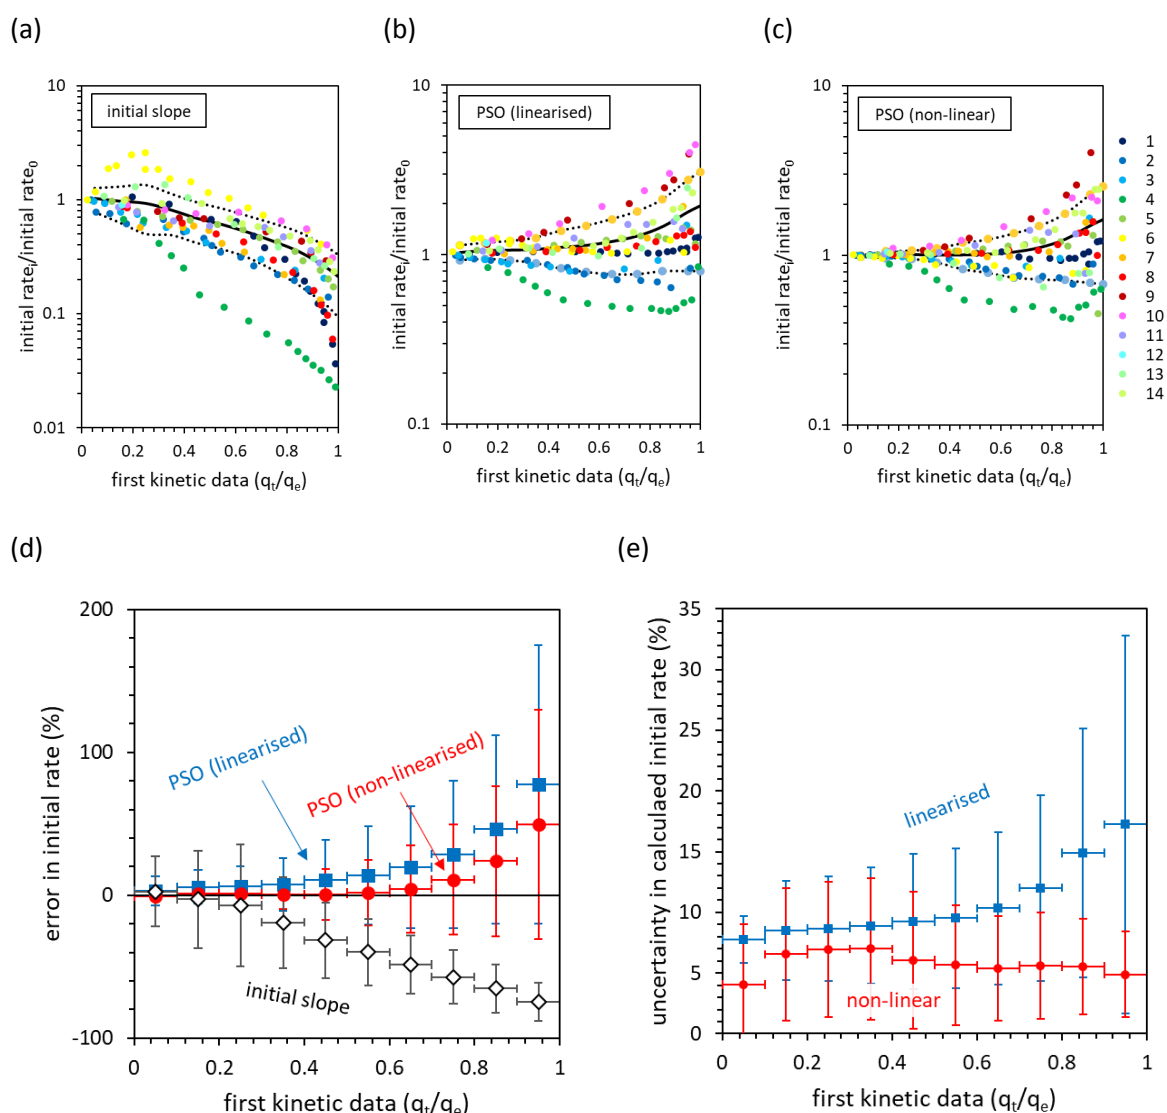 (a)
(b)
(c)
initial slope
PSO (linearised)
PSO (non-linear)
initial rateᵢ/initial rate₀
10
1
0.1
0.01
0 0.2 0.4 0.6 0.8 1
first kinetic data (qₜ/qₑ)
initial rateᵢ/initial rate₀
10
1
0.1
0 0.2 0.4 0.6 0.8 1
first kinetic data (qₜ/qₑ)
initial rateᵢ/initial rate₀
10
1
0.1
0 0.2 0.4 0.6 0.8 1
first kinetic data (qₜ/qₑ)
1
2
3
4
5
6
7
8
9
10
11
12
13
14
(d)
(e)
error in initial rate (%)
200
100
0
-100
PSO (linearised)
PSO (non-linearised)
initial slope
0 0.2 0.4 0.6 0.8 1
first kinetic data (qₜ/qₑ)
uncertainty in calculaed initial rate (%)
35
30
25
20
15
10
5
0
linearised
non-linear
0 0.2 0.4 0.6 0.8 1
first kinetic data (qₜ/qₑ)